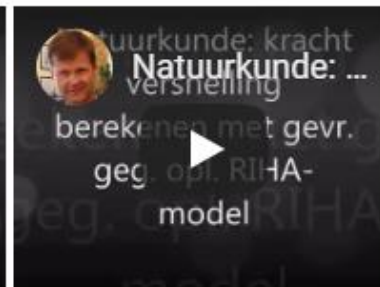 Natuurkunde: kracht
Natuurkunde: ...
versnelling
berekenen met gevr.
geg. opl. RIHA-
model